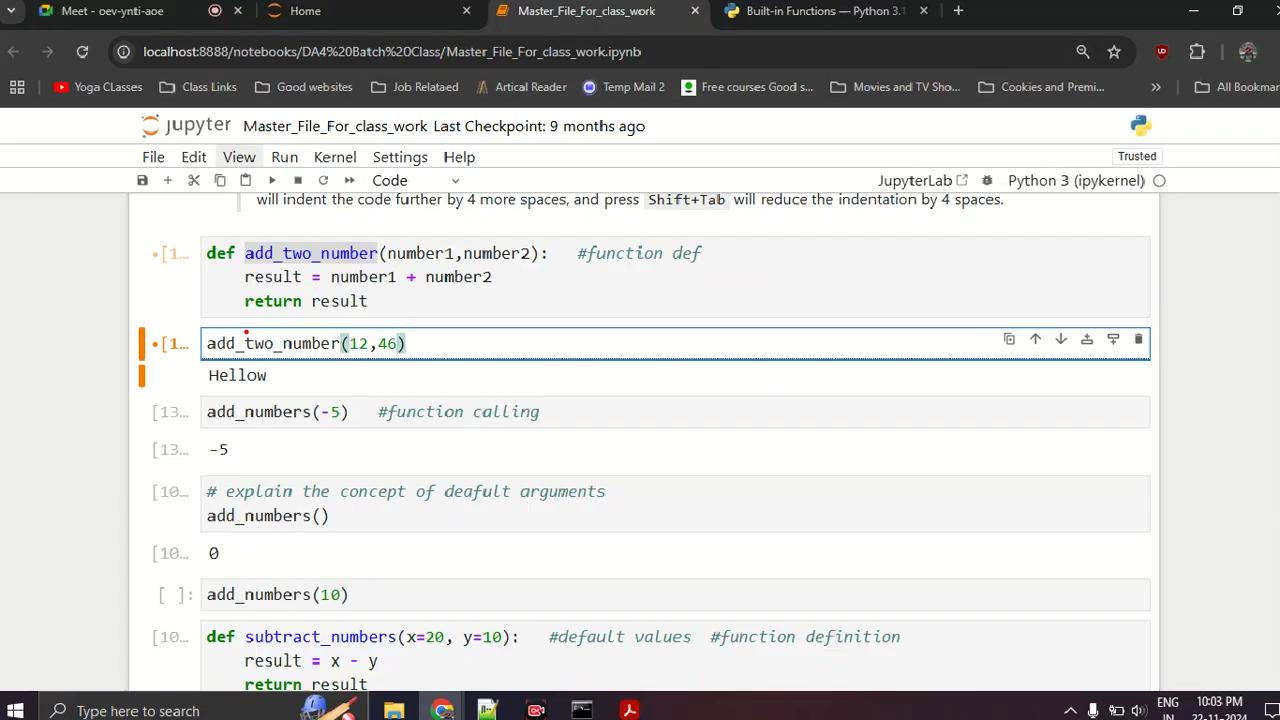 Meet - oev-ynti-aoe
Home
Master_File_For_class_work
Built-in Functions — Python 3.1
localhost:8888/notebooks/DA4%20Batch%20Class/Master_File_For_class_work.ipynb
Yoga Classes
Class Links
Good websites
Job Relataed
Artical Reader
Temp Mail 2
Free courses Good s...
Movies and TV Sho...
Cookies and Premi...
All Bookmar
jupyter Master_File_For_class_work Last Checkpoint: 9 months ago
File Edit View Run Kernel Settings Help
Trusted
Code
JupyterLab
Python 3 (ipykernel)
will indent the code further by 4 more spaces, and press Shift+Tab will reduce the indentation by 4 spaces.
[1... def add_two_number(number1,number2): #function def
result = number1 + number2
return result
[1... add_two_number(12,46)
Hellow
[13... add_numbers(-5) #function calling
[13... -5
[10... # explain the concept of deafult arguments
add_numbers()
[10... 0
[ ]: add_numbers(10)
[10... def subtract_numbers(x=20, y=10): #default values #function definition
result = x - y
return result
Type here to search
ENG
IN
10:03 PM
22-11-2024